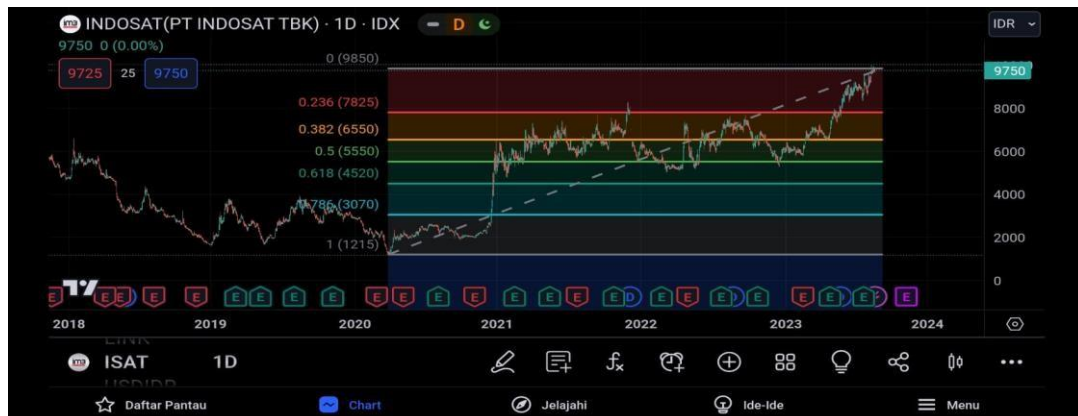 INDOSAT(PT INDOSAT TBK) · 1D · IDX D
IDR
9750 0 (0.00%)
9725 25 9750
0 (9850)
0.236 (7825)
0.382 (6550)
0.5 (5550)
0.618 (4520)
0.786 (3070)
1 (1215)
9750
8000
6000
4000
2000
0
E E E E E E E E E E E E E E E E E E D E E E D E E E E E
2018 2019 2020 2021 2022 2023 2024
LINK
ISAT 1D
USDIDR
Daftar Pantau Chart Jelajahi Ide-Ide Menu